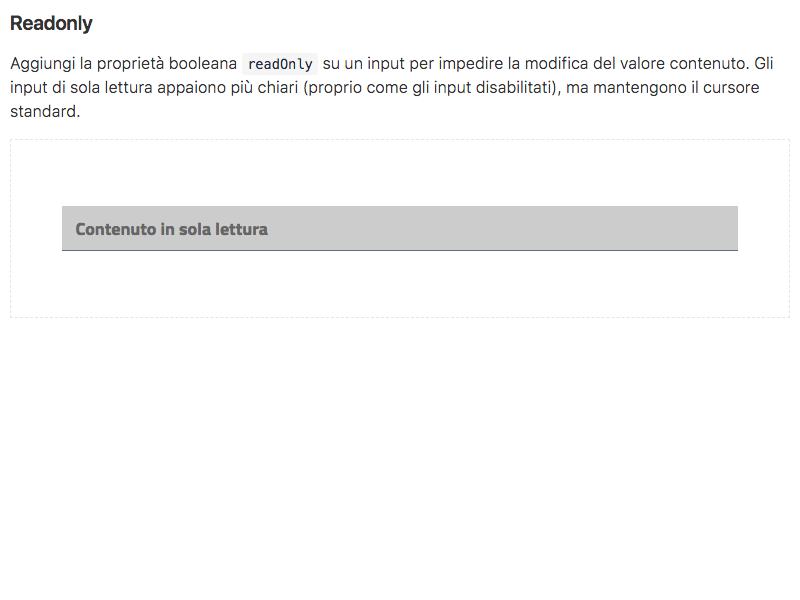 Readonly
Aggiungi la proprietà booleana readOnly su un input per impedire la modifica del valore contenuto. Gli
input di sola lettura appaiono più chiari (proprio come gli input disabilitati), ma mantengono il cursore
standard.
Contenuto in sola lettura